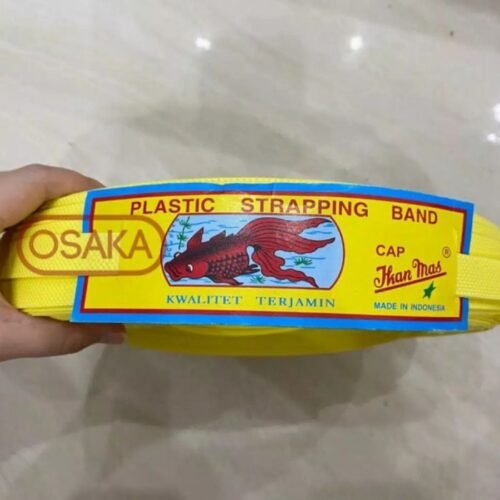 PLASTIC STRAPPING BAND
OSAKA
CAP
Ikan Mas ®
KWALITET TERJAMIN
MADE IN INDONESIA